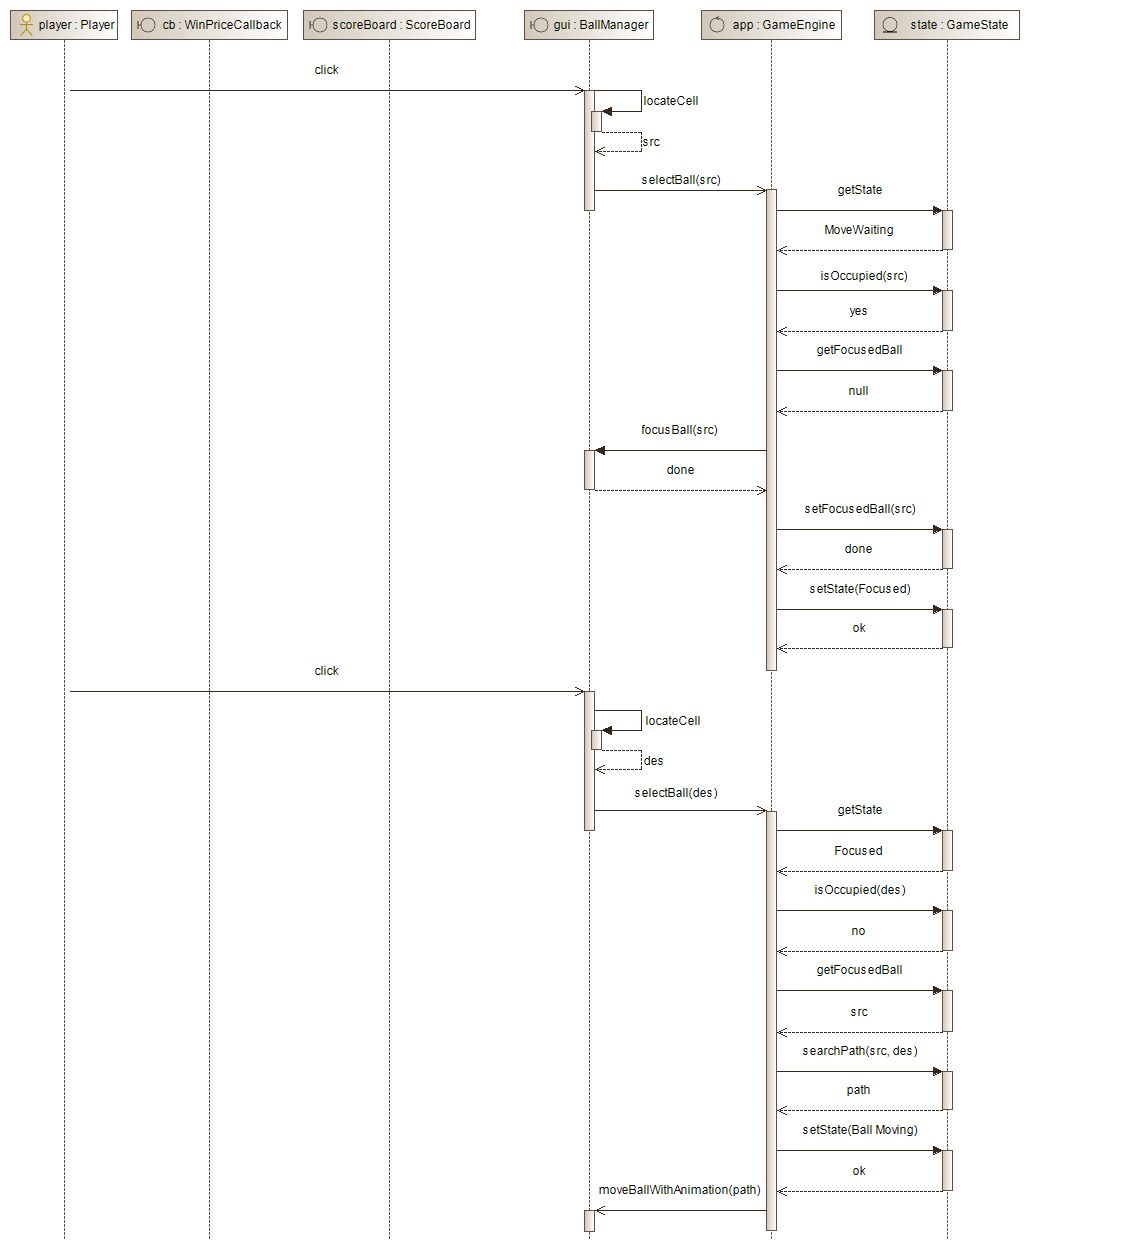 player : Player
cb : WinPriceCallback
scoreBoard : ScoreBoard
gui : BallManager
app : GameEngine
state : GameState
click
locateCell
src
selectBall(src)
getState
MoveWaiting
isOccupied(src)
yes
getFocusedBall
null
focusBall(src)
done
setFocusedBall(src)
done
setState(Focused)
ok
click
locateCell
des
selectBall(des)
getState
Focused
isOccupied(des)
no
getFocusedBall
src
searchPath(src, des)
path
setState(Ball Moving)
ok
moveBallWithAnimation(path)